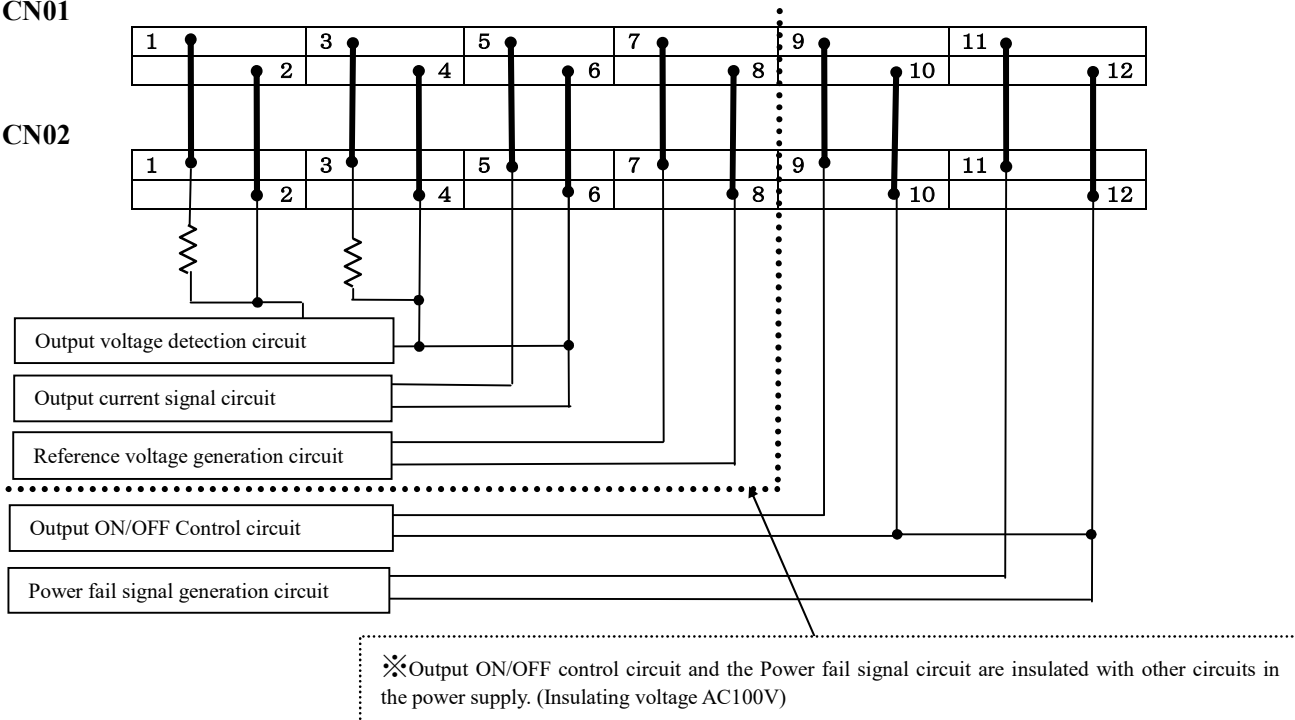 CN01
1 3 5 7 9 11
2 4 6 8 10 12
CN02
1 3 5 7 9 11
2 4 6 8 10 12
Output voltage detection circuit
Output current signal circuit
Reference voltage generation circuit
Output ON/OFF Control circuit
Power fail signal generation circuit
※Output ON/OFF control circuit and the Power fail signal circuit are insulated with other circuits in
the power supply. (Insulating voltage AC100V)